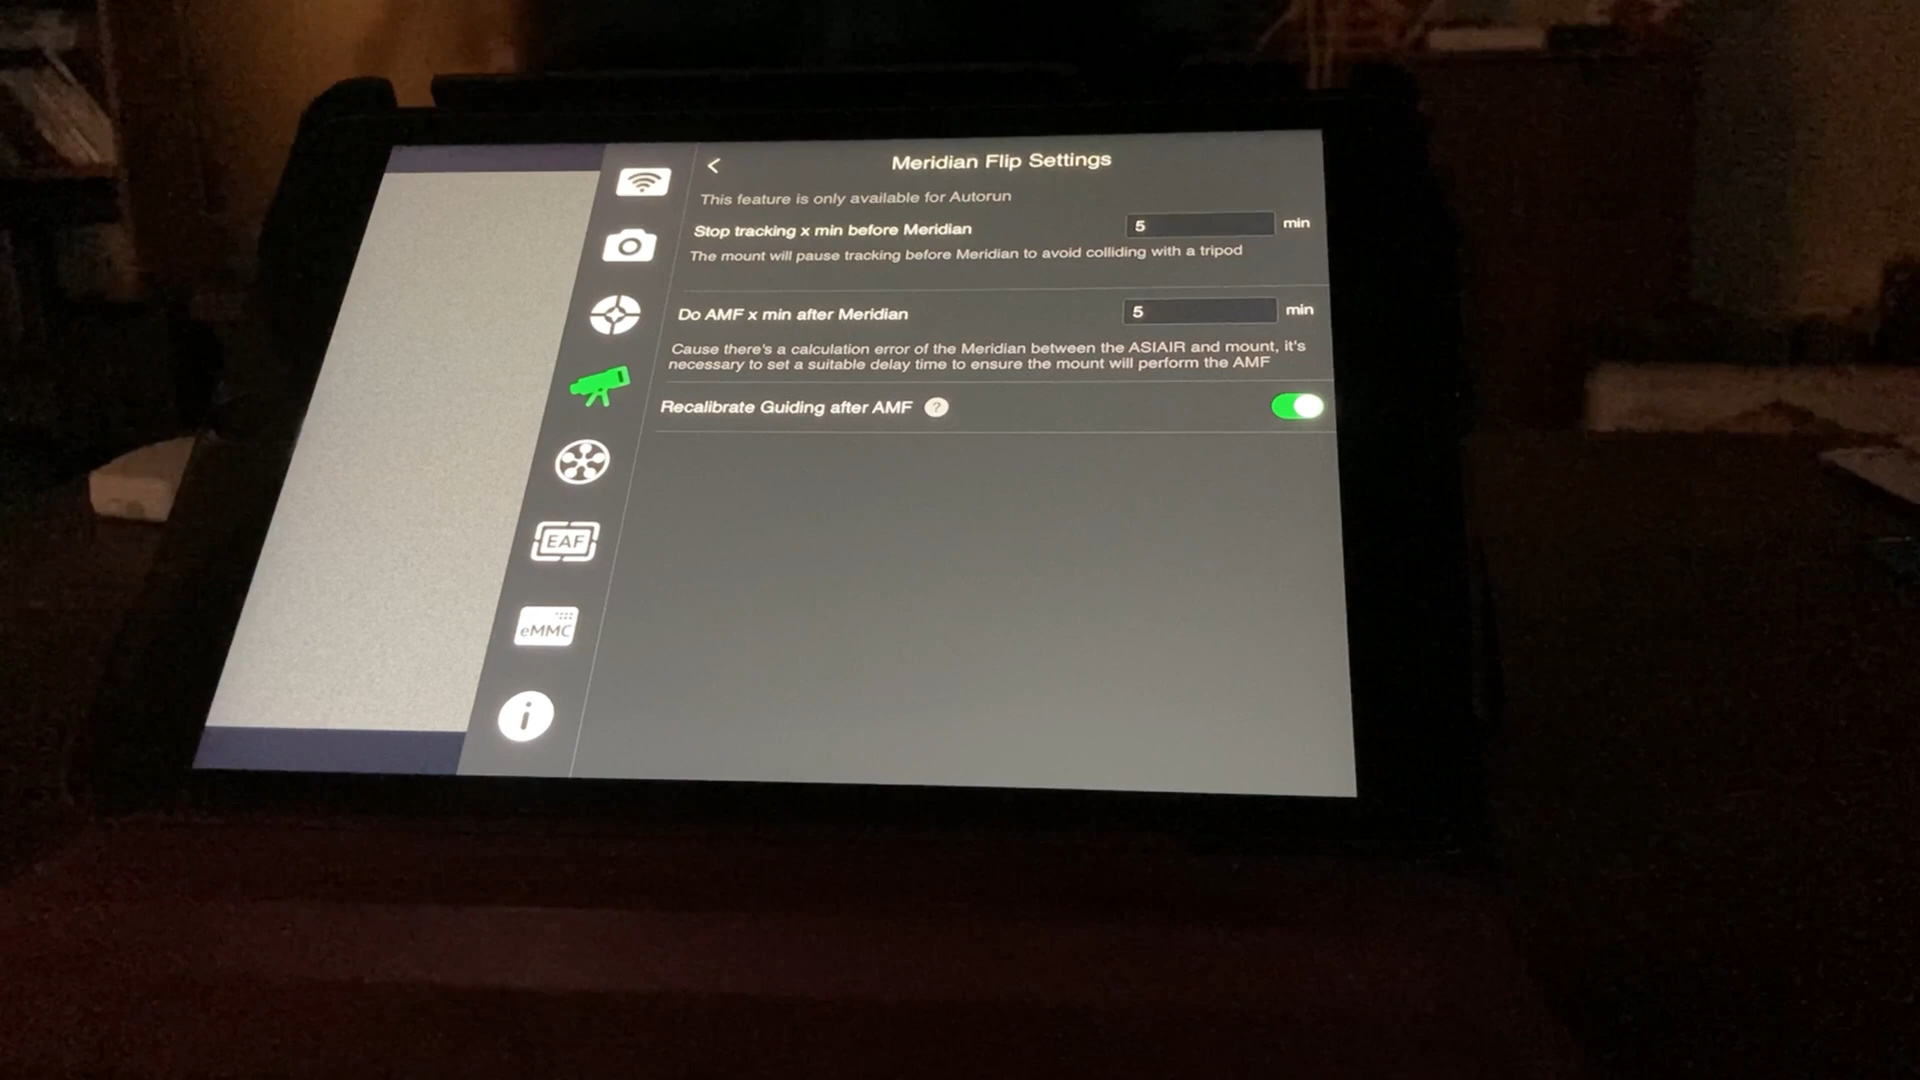 Meridian Flip Settings
This feature is only available for Autorun
Stop tracking x min before Meridian 5 min
The mount will pause tracking before Meridian to avoid colliding with a tripod
Do AMF x min after Meridian 5 min
Cause there's a calculation error of the Meridian between the ASIAIR and mount, it's
necessary to set a suitable delay time to ensure the mount will perform the AMF
Recalibrate Guiding after AMF ?
EAF
eMMC
i